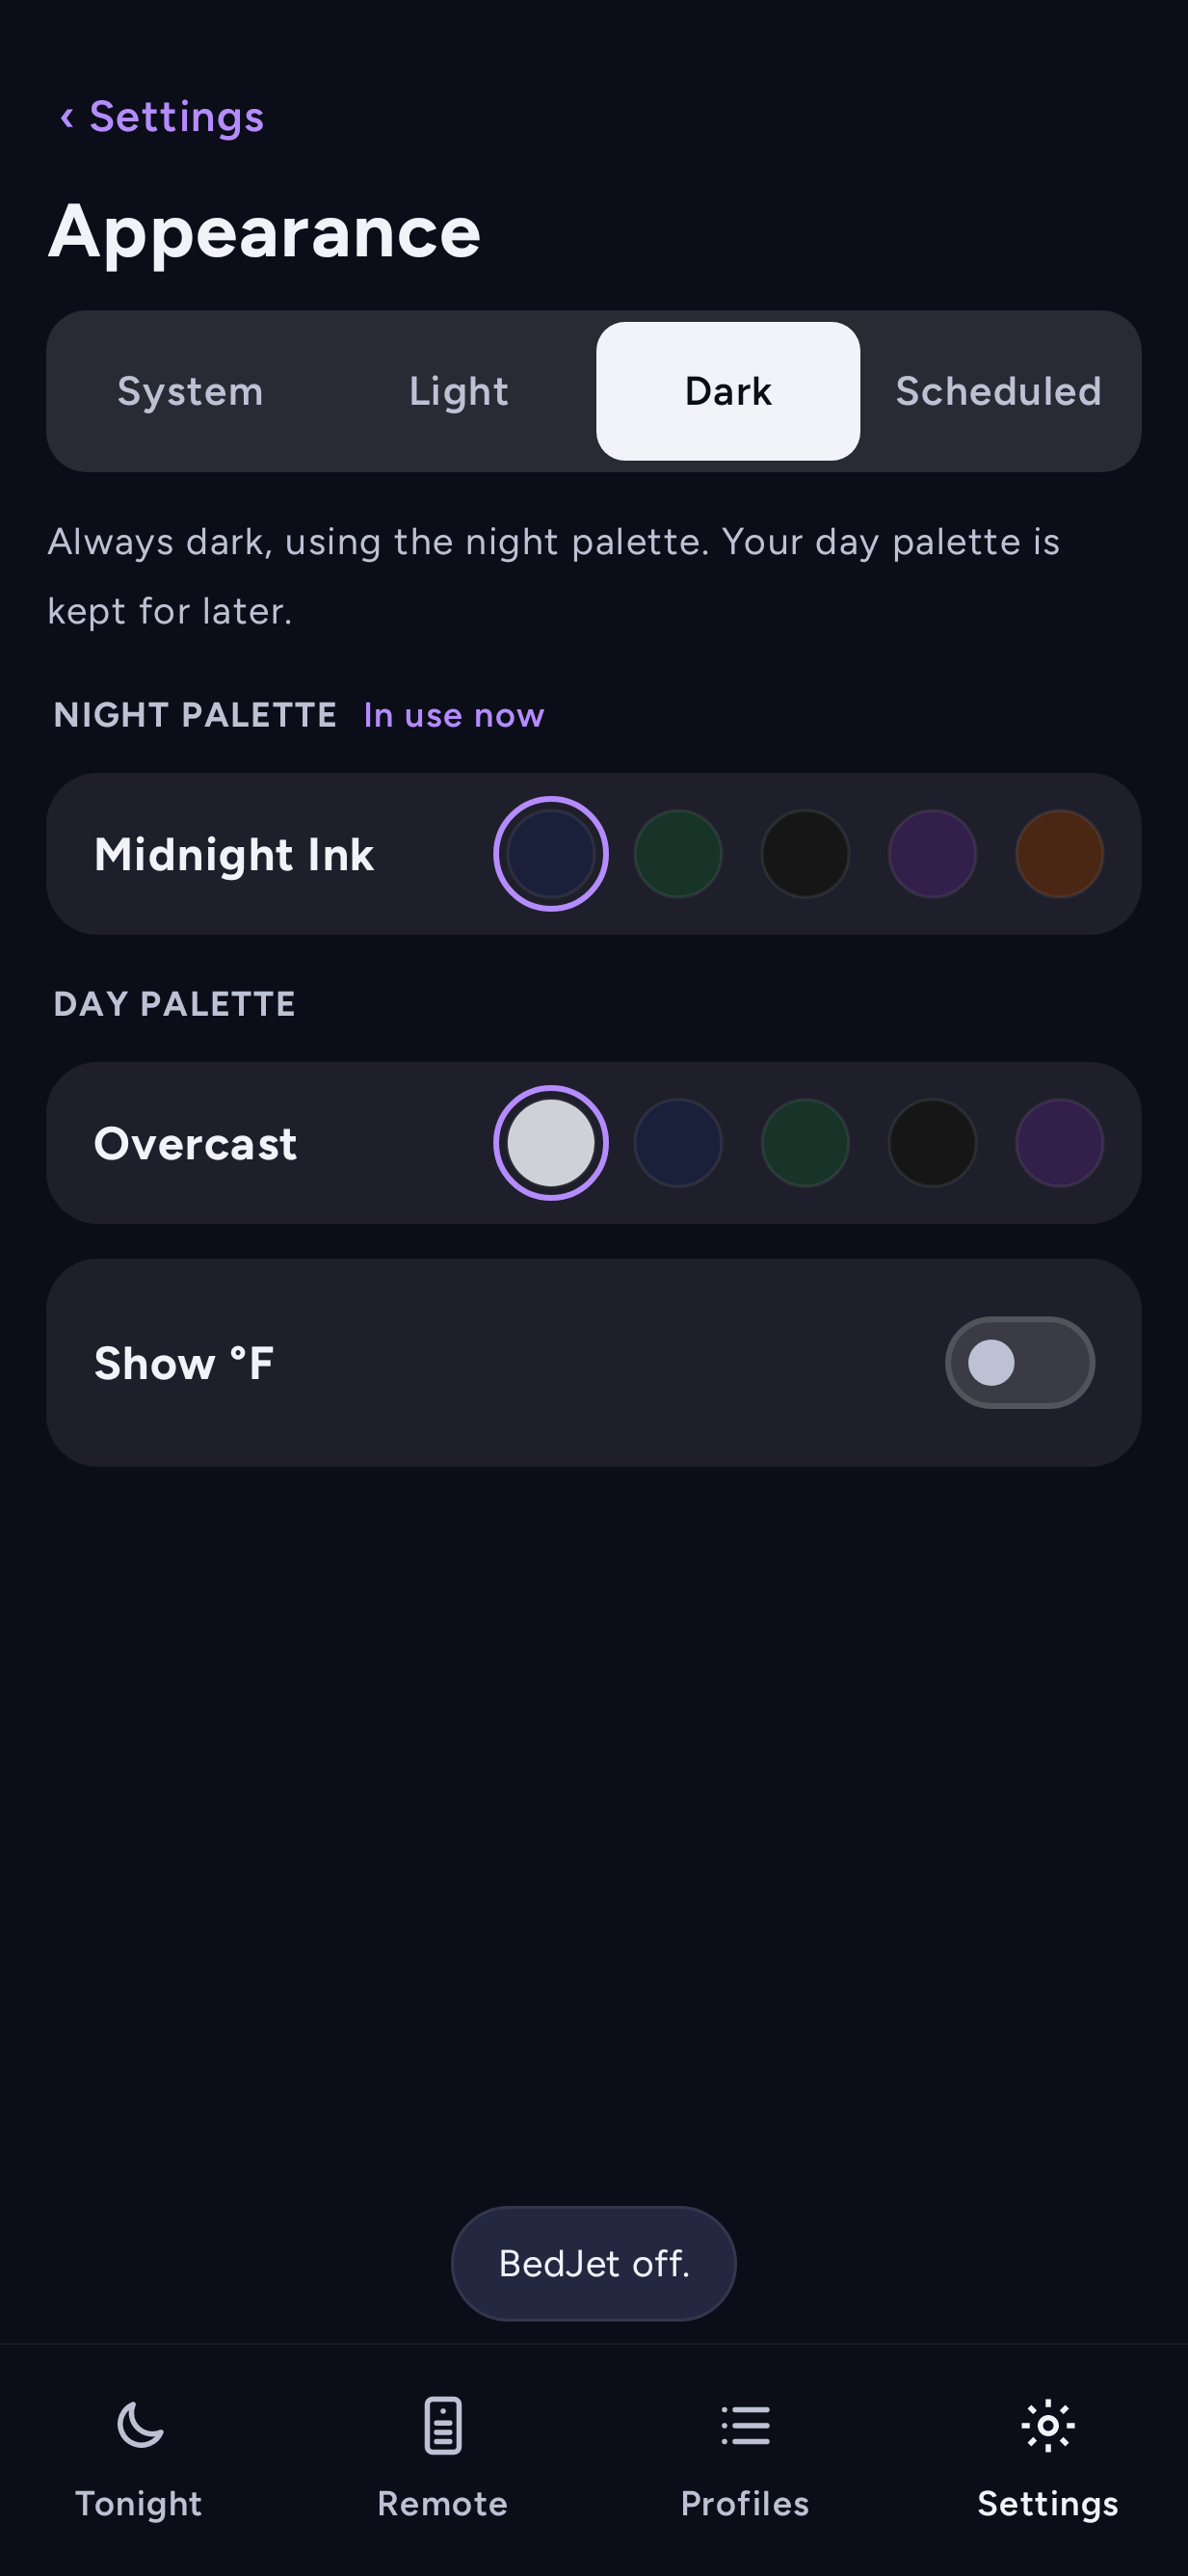 ‹ Settings
Appearance
System Light Dark Scheduled
Always dark, using the night palette. Your day palette is
kept for later.
NIGHT PALETTE In use now
Midnight Ink
DAY PALETTE
Overcast
Show °F
BedJet off.
Tonight Remote Profiles Settings